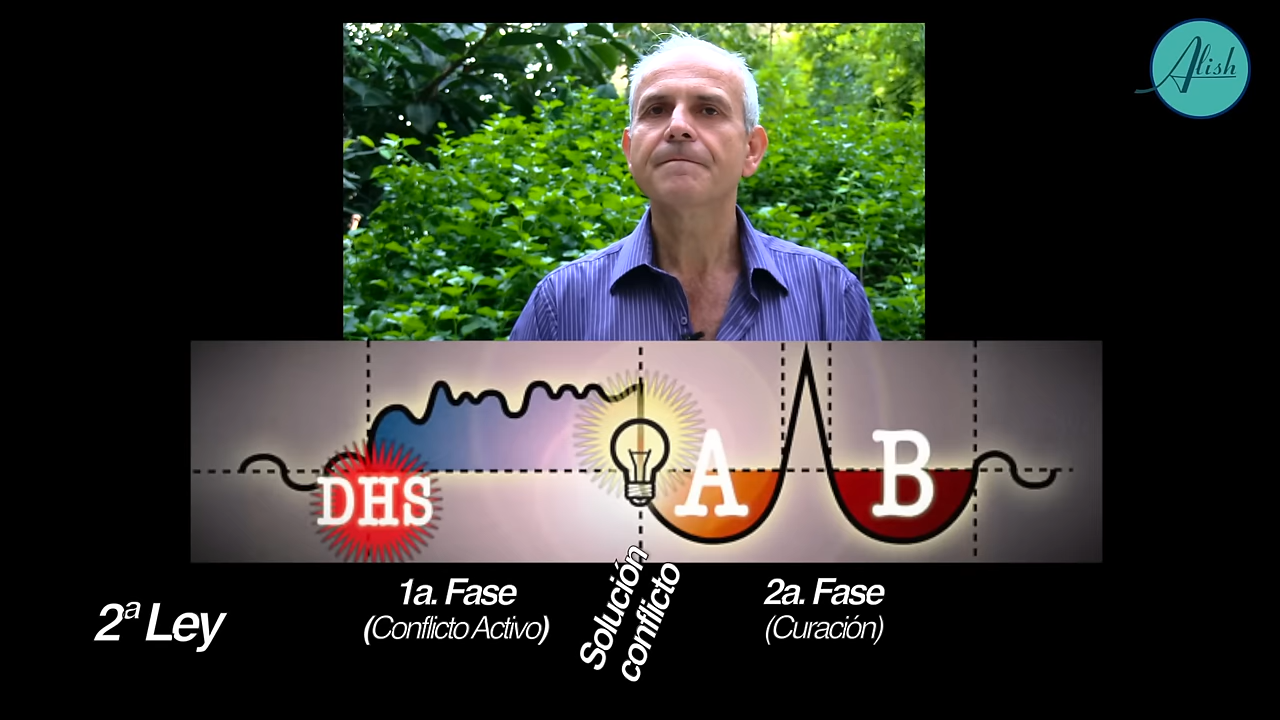 Alish
DHS
A
B
2ª Ley
1a. Fase
(Conflicto Activo)
Solución
conflicto
2a. Fase
(Curación)